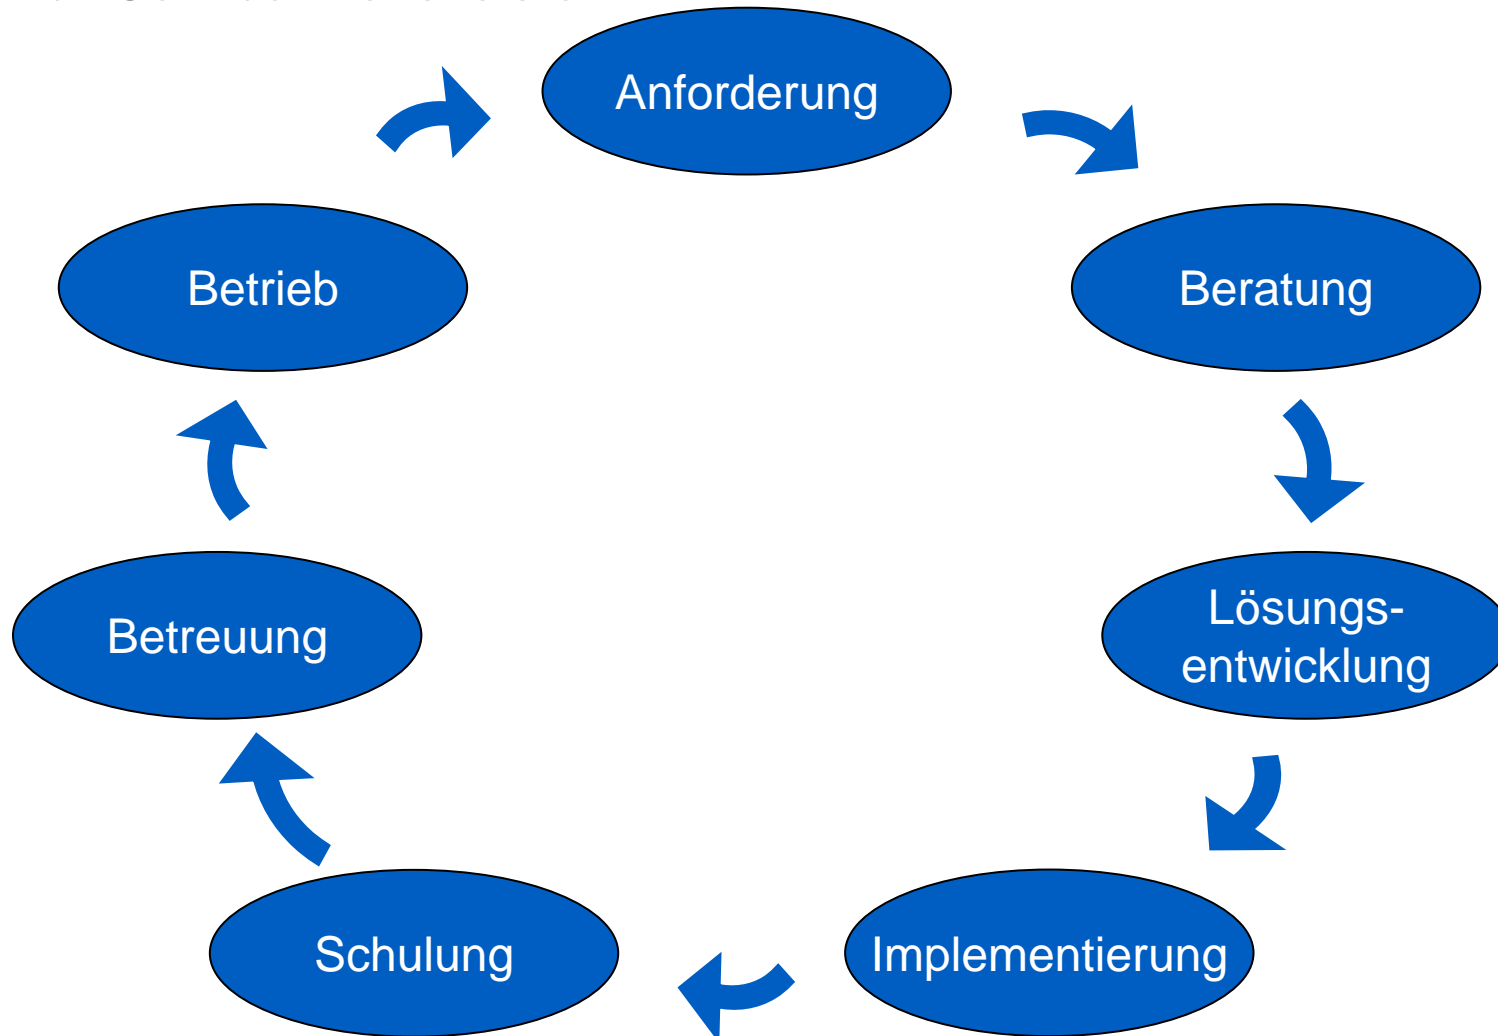 Anforderung
Beratung
Lösungs-
entwicklung
Implementierung
Schulung
Betreuung
Betrieb